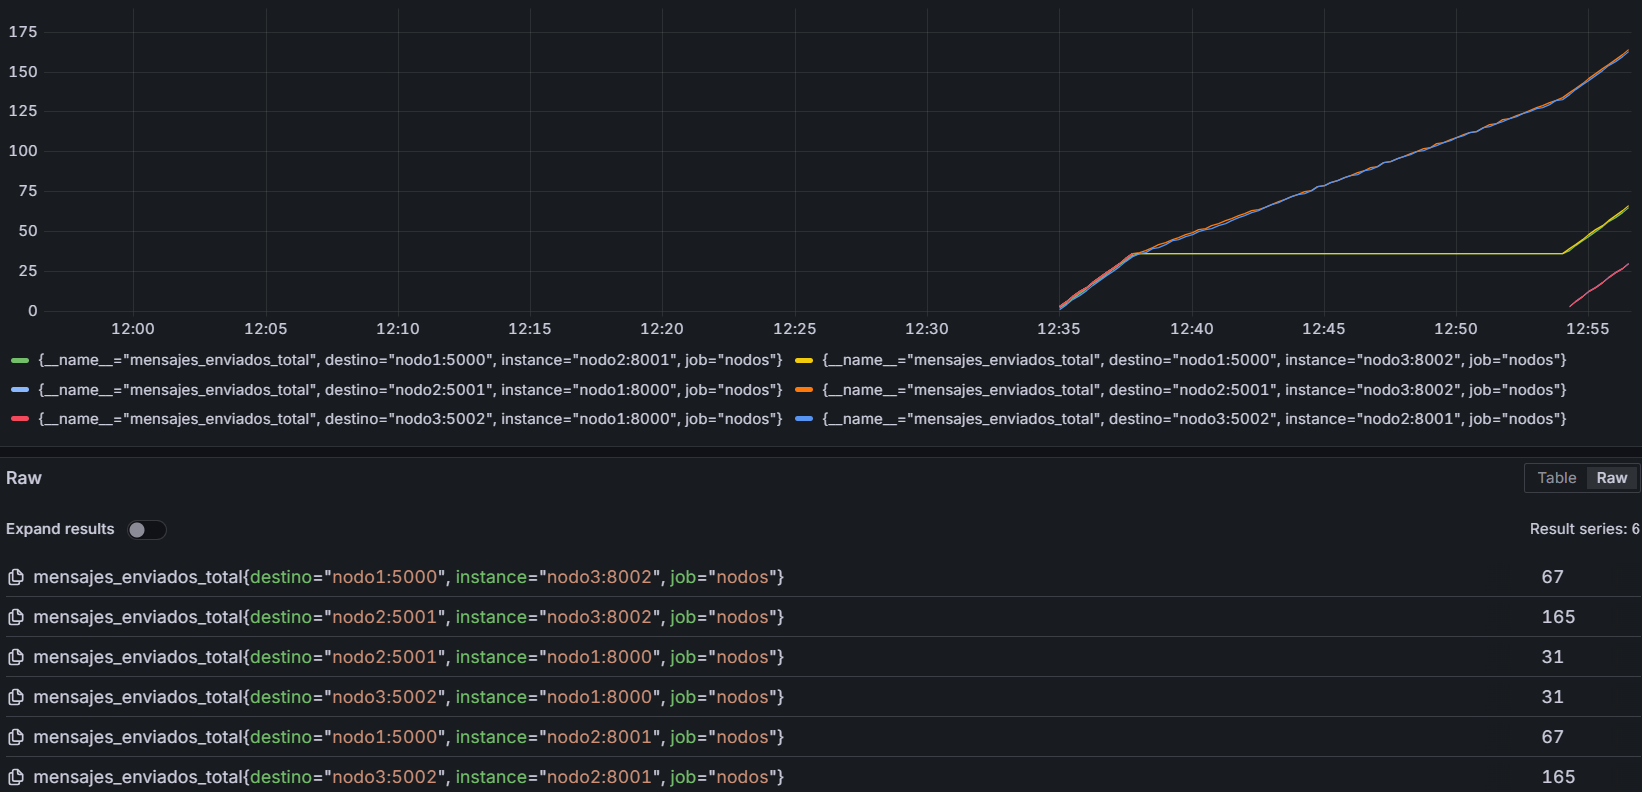 175
150
125
100
75
50
25
0
12:00 12:05 12:10 12:15 12:20 12:25 12:30 12:35 12:40 12:45 12:50 12:55
{__name__="mensajes_enviados_total", destino="nodo1:5000", instance="nodo2:8001", job="nodos"} {__name__="mensajes_enviados_total", destino="nodo1:5000", instance="nodo3:8002", job="nodos"}
{__name__="mensajes_enviados_total", destino="nodo2:5001", instance="nodo1:8000", job="nodos"} {__name__="mensajes_enviados_total", destino="nodo2:5001", instance="nodo3:8002", job="nodos"}
{__name__="mensajes_enviados_total", destino="nodo3:5002", instance="nodo1:8000", job="nodos"} {__name__="mensajes_enviados_total", destino="nodo3:5002", instance="nodo2:8001", job="nodos"}
Raw Table Raw
Expand results Result series: 6
mensajes_enviados_total{destino="nodo1:5000", instance="nodo3:8002", job="nodos"} 67
mensajes_enviados_total{destino="nodo2:5001", instance="nodo3:8002", job="nodos"} 165
mensajes_enviados_total{destino="nodo2:5001", instance="nodo1:8000", job="nodos"} 31
mensajes_enviados_total{destino="nodo3:5002", instance="nodo1:8000", job="nodos"} 31
mensajes_enviados_total{destino="nodo1:5000", instance="nodo2:8001", job="nodos"} 67
mensajes_enviados_total{destino="nodo3:5002", instance="nodo2:8001", job="nodos"} 165